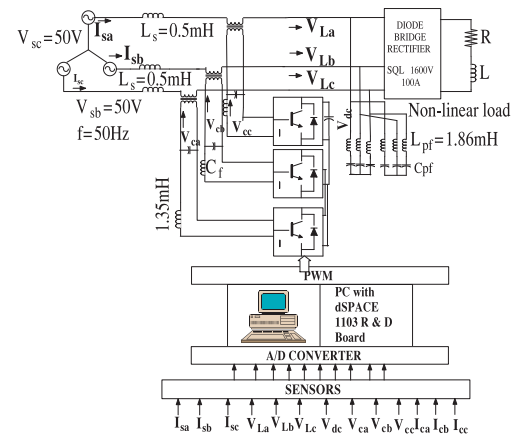 I_sa
L_s=0.5mH
V_sc=50V
I_sb
I_sc
L_s=0.5mH
V_sb=50V
f=50Hz
V_La
V_Lb
V_Lc
DIODE
BRIDGE
RECTIFIER
SQL 1600V
100A
R
L
Non-linear load
L_pf=1.86mH
Cpf
V_dc
V_ca
V_cb
V_cc
C_f
1.35mH
PWM
PC with
dSPACE
1103 R & D
Board
A/D CONVERTER
SENSORS
I_sa I_sb I_sc V_La V_Lb V_Lc V_dc V_ca V_cb V_cc I_ca I_cb I_cc